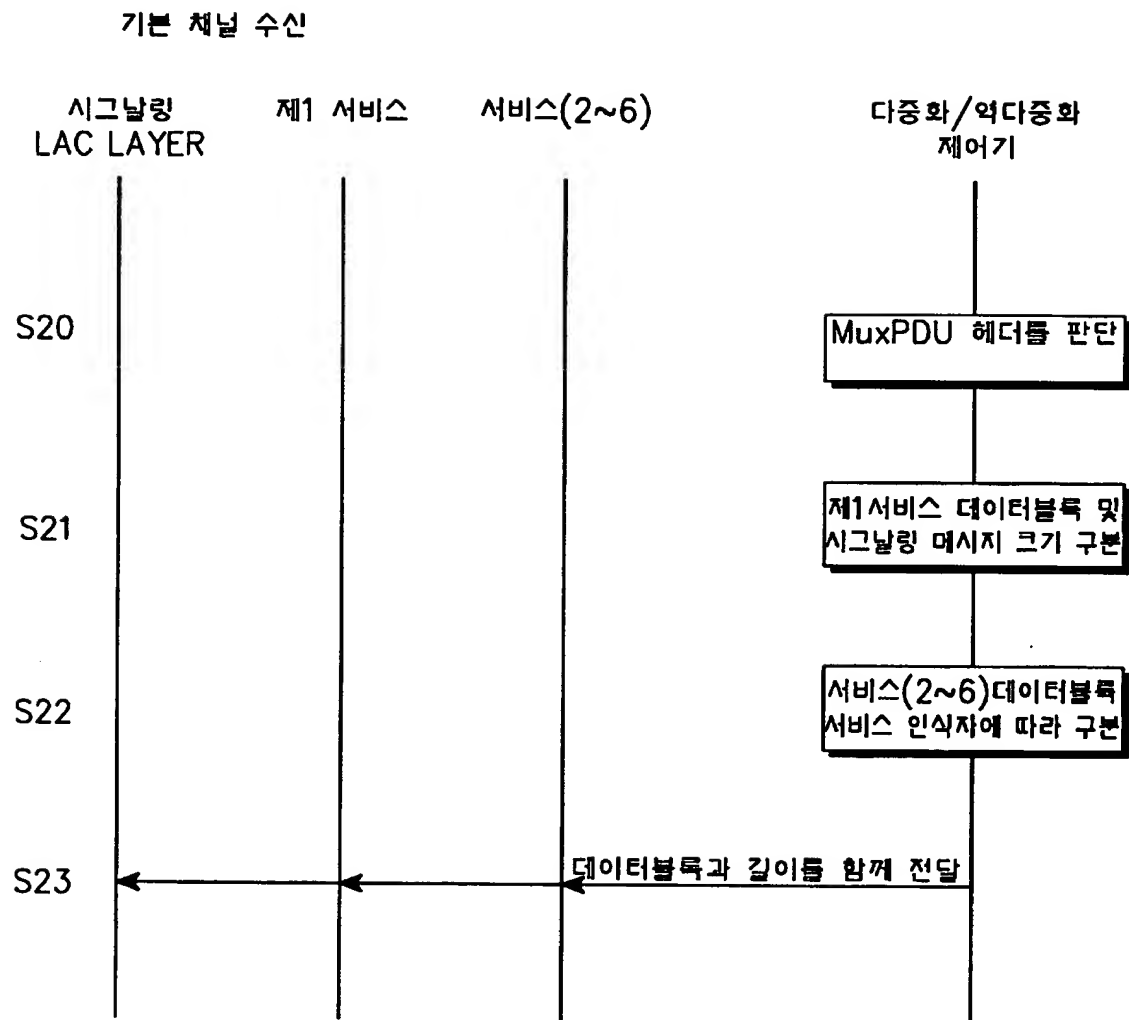 기본 채널 수신
시그날링
LAC LAYER
제1 서비스
서비스(2~6)
다중화/역다중화
제어기
S20
MuxPDU 헤더를 판단
S21
제1서비스 데이터블록 및
시그날링 메시지 크기 구분
S22
서비스(2~6)데이터블록
서비스 인식자에 따라 구분
S23
데이터블록과 길이를 함께 전달